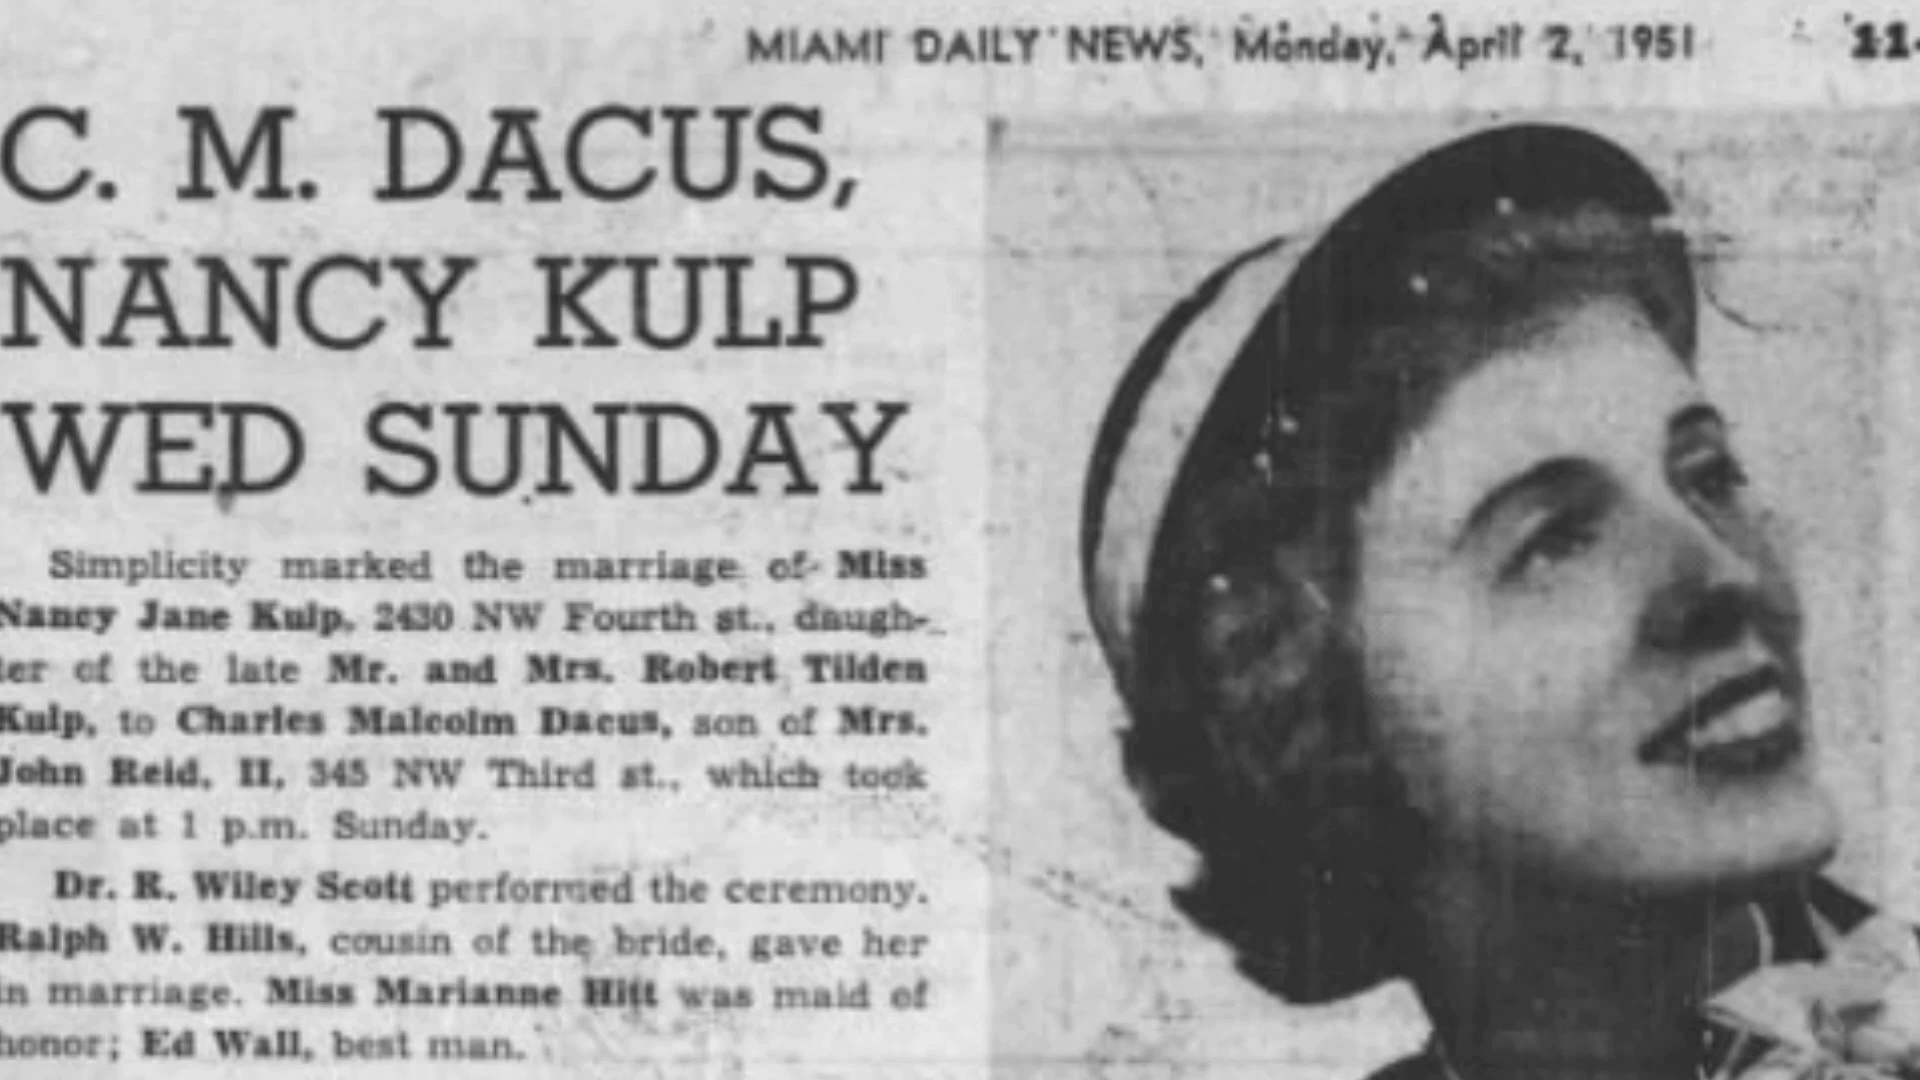 MIAMI DAILY NEWS, Monday, April 2, 1951 11-
C. M. DACUS,
NANCY KULP
WED SUNDAY
Simplicity marked the marriage of Miss
Nancy Jane Kulp, 2430 NW Fourth st., daugh-
ter of the late Mr. and Mrs. Robert Tilden
Kulp, to Charles Malcolm Dacus, son of Mrs.
John Reid, II, 345 NW Third st., which took
place at 1 p.m. Sunday.
Dr. R. Wiley Scott performed the ceremony.
Ralph W. Hills, cousin of the bride, gave her
in marriage. Miss Marianne Hitt was maid of
honor; Ed Wall, best man.